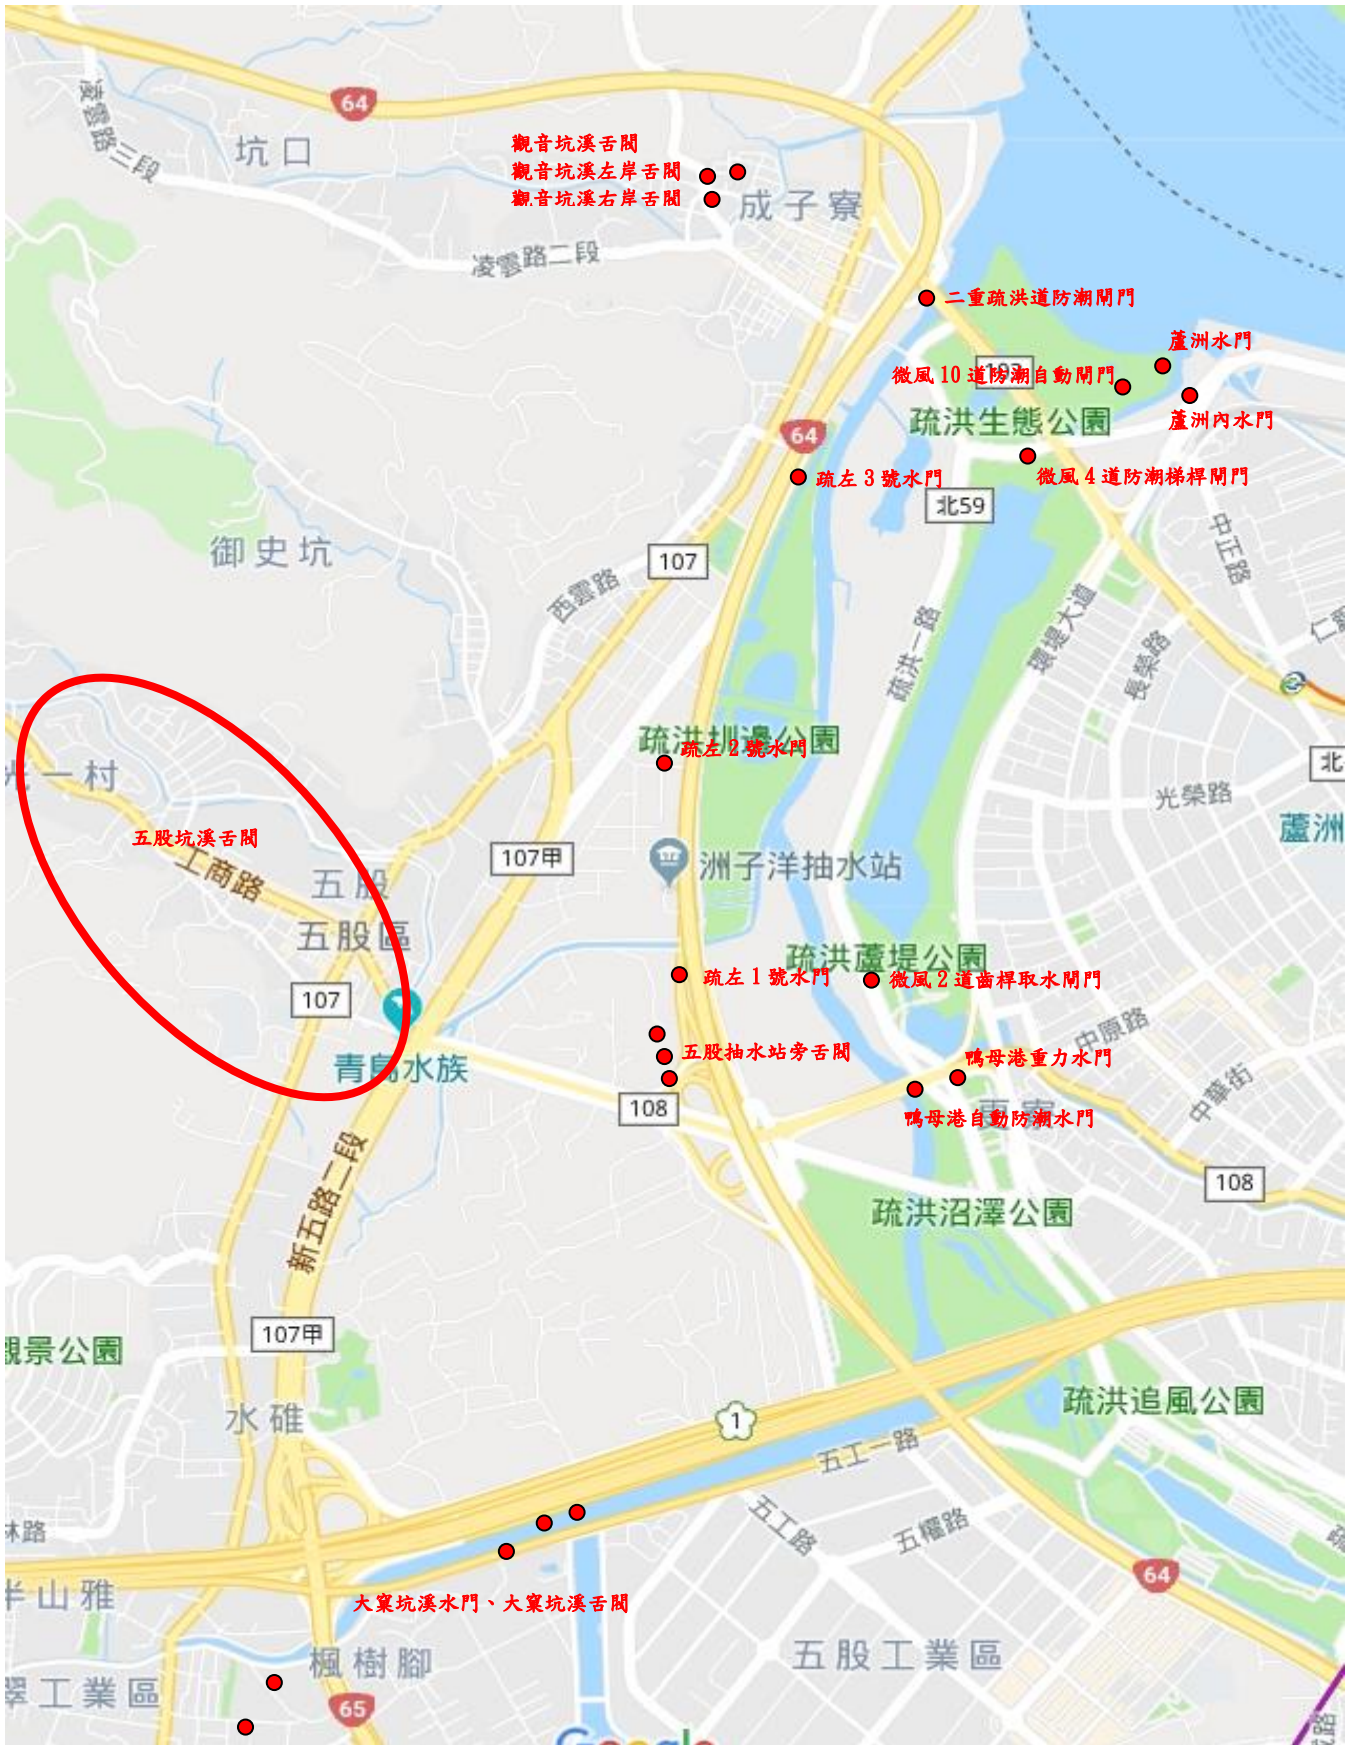 64
凌雲路三段
坑口
觀音坑溪舌閥
觀音坑溪左岸舌閥
觀音坑溪右岸舌閥
成子寮
凌雲路二段
二重疏洪道防潮閘門
蘆洲水門
微風 10 道防潮自動閘門
蘆洲內水門
疏洪生態公園
64
微風 4 道防潮梯桿閘門
疏左 3 號水門
北59
中正路
御史坑
107
西雲路
疏洪一路
環堤大道
長榮路
疏洪圳邊公園
疏左 2 號水門
北
一村
光榮路
五股坑溪舌閥
工商路
107甲
洲子洋抽水站
蘆洲
五股
五股區
疏洪蘆堤公園
疏左 1 號水門
微風 2 道齒桿取水閘門
107
中原路
五股抽水站旁舌閥
鴨母港重力水門
青島水族
108
鴨母港自動防潮水門
中華街
108
新五路二段
疏洪沼澤公園
107甲
景公園
疏洪追風公園
水碓
1
五工一路
五工路
五權路
林路
64
山雅
大窠坑溪水門、大窠坑溪舌閥
楓樹腳
五股工業區
工業區
65
Google